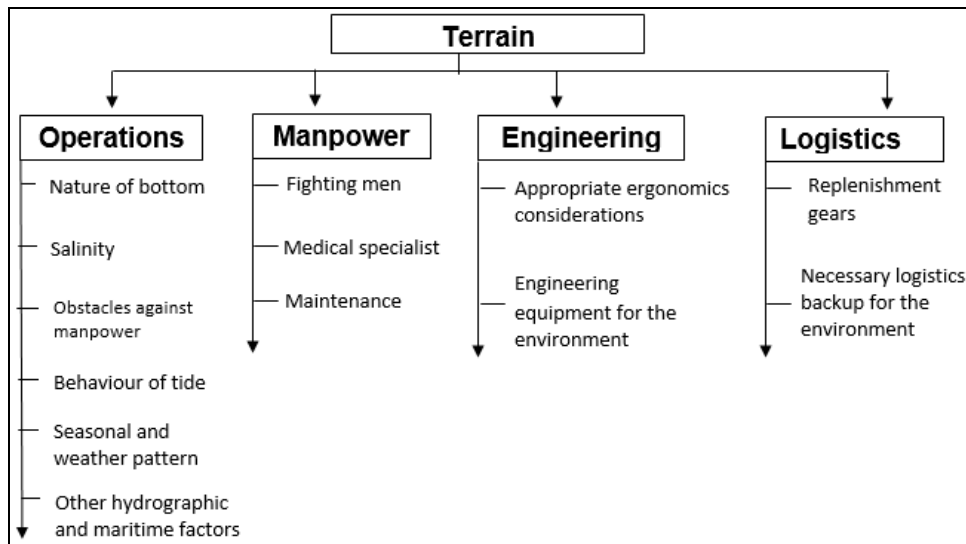 Terrain
Operations
Nature of bottom
Salinity
Obstacles against
manpower
Behaviour of tide
Seasonal and
weather pattern
Other hydrographic
and maritime factors
Manpower
Fighting men
Medical specialist
Maintenance
Engineering
Appropriate ergonomics
considerations
Engineering
equipment for the
environment
Logistics
Replenishment
gears
Necessary logistics
backup for the
environment